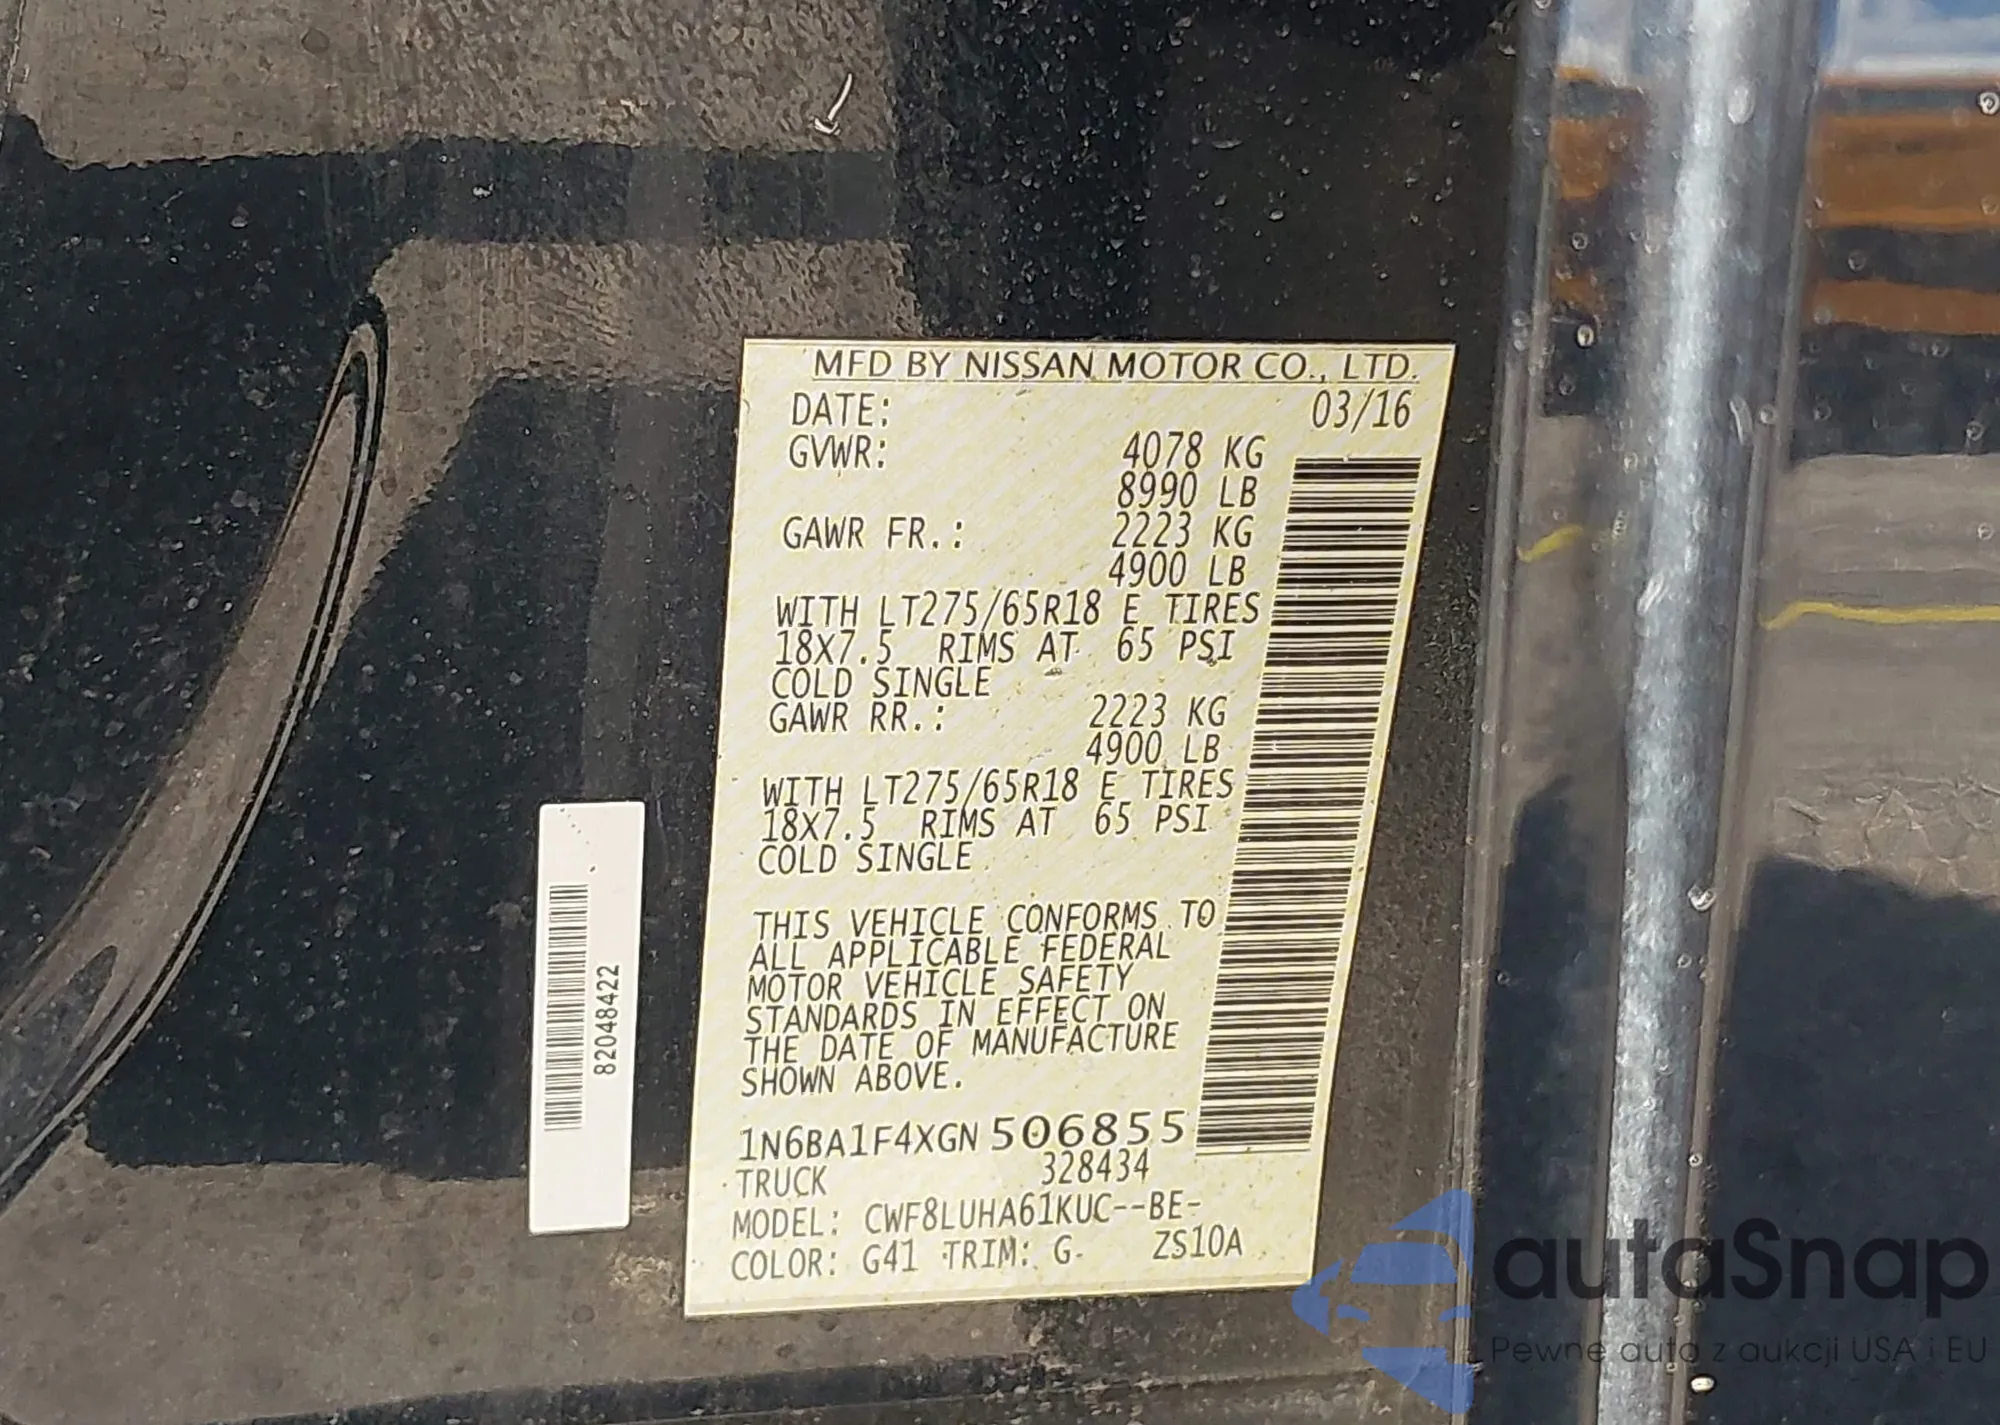 MFD BY NISSAN MOTOR CO., LTD.
DATE: 03/16
GVWR: 4078 KG
8990 LB
GAWR FR.: 2223 KG
4900 LB
WITH LT275/65R18 E TIRES
18X7.5 RIMS AT 65 PSI
COLD SINGLE
GAWR RR.: 2223 KG
4900 LB
WITH LT275/65R18 E TIRES
18X7.5 RIMS AT 65 PSI
COLD SINGLE
THIS VEHICLE CONFORMS TO
ALL APPLICABLE FEDERAL
MOTOR VEHICLE SAFETY
STANDARDS IN EFFECT ON
THE DATE OF MANUFACTURE
SHOWN ABOVE.
1N6BA1F4XGN 506855
TRUCK 328434
MODEL: CWF8LUHA61KUC--BE-
COLOR: G41 TRIM: G ZS10A
82048422
autaSnap
Pewne auto z aukcji USA i EU